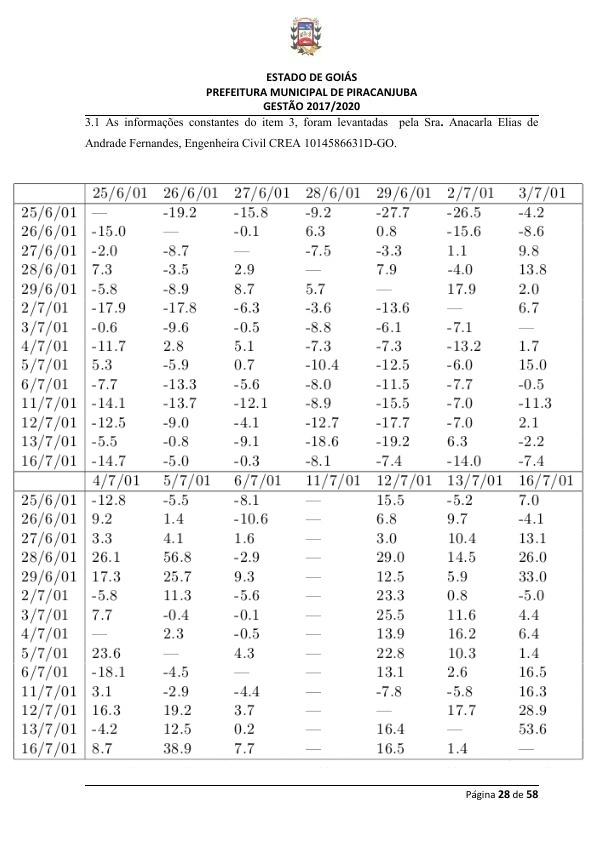 ESTADO DE GOIÁS
PREFEITURA MUNICIPAL DE PIRACANJUBA
GESTÃO 2017/2020
3.1 As informações constantes do item 3, foram levantadas pela Sra. Anacarla Elias de
Andrade Fernandes, Engenheira Civil CREA 1014586631D-GO.
25/6/01 26/6/01 27/6/01 28/6/01 29/6/01 2/7/01 3/7/01
25/6/01 — -19.2 -15.8 -9.2 -27.7 -26.5 -4.2
26/6/01 -15.0 — -0.1 6.3 0.8 -15.6 -8.6
27/6/01 -2.0 -8.7 — -7.5 -3.3 1.1 9.8
28/6/01 7.3 -3.5 2.9 — 7.9 -4.0 13.8
29/6/01 -5.8 -8.9 8.7 5.7 — 17.9 2.0
2/7/01 -17.9 -17.8 -6.3 -3.6 -13.6 — 6.7
3/7/01 -0.6 -9.6 -0.5 -8.8 -6.1 -7.1 —
4/7/01 -11.7 2.8 5.1 -7.3 -7.3 -13.2 1.7
5/7/01 5.3 -5.9 0.7 -10.4 -12.5 -6.0 15.0
6/7/01 -7.7 -13.3 -5.6 -8.0 -11.5 -7.7 -0.5
11/7/01 -14.1 -13.7 -12.1 -8.9 -15.5 -7.0 -11.3
12/7/01 -12.5 -9.0 -4.1 -12.7 -17.7 -7.0 2.1
13/7/01 -5.5 -0.8 -9.1 -18.6 -19.2 6.3 -2.2
16/7/01 -14.7 -5.0 -0.3 -8.1 -7.4 -14.0 -7.4
4/7/01 5/7/01 6/7/01 11/7/01 12/7/01 13/7/01 16/7/01
25/6/01 -12.8 -5.5 -8.1 — 15.5 -5.2 7.0
26/6/01 9.2 1.4 -10.6 — 6.8 9.7 -4.1
27/6/01 3.3 4.1 1.6 — 3.0 10.4 13.1
28/6/01 26.1 56.8 -2.9 — 29.0 14.5 26.0
29/6/01 17.3 25.7 9.3 — 12.5 5.9 33.0
2/7/01 -5.8 11.3 -5.6 — 23.3 0.8 -5.0
3/7/01 7.7 -0.4 -0.1 — 25.5 11.6 4.4
4/7/01 — 2.3 -0.5 — 13.9 16.2 6.4
5/7/01 23.6 — 4.3 — 22.8 10.3 1.4
6/7/01 -18.1 -4.5 — — 13.1 2.6 16.5
11/7/01 3.1 -2.9 -4.4 — -7.8 -5.8 16.3
12/7/01 16.3 19.2 3.7 — — 17.7 28.9
13/7/01 -4.2 12.5 0.2 — 16.4 — 53.6
16/7/01 8.7 38.9 7.7 — 16.5 1.4 —
Página 28 de 58